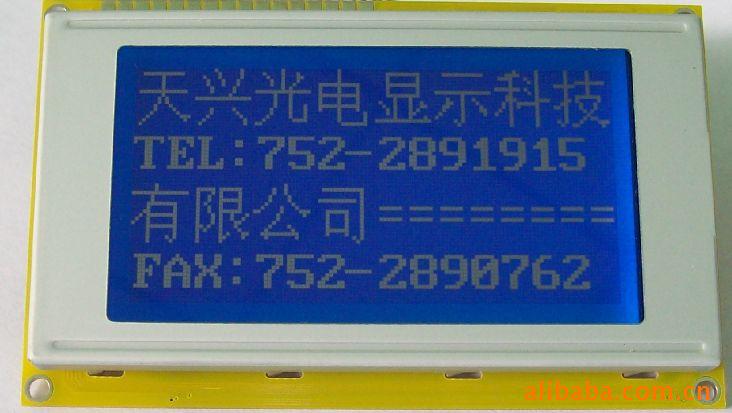 天兴光电显示科技
TEL:752-2891915
有限公司========
FAX:752-2890762
alibaba.com.cn